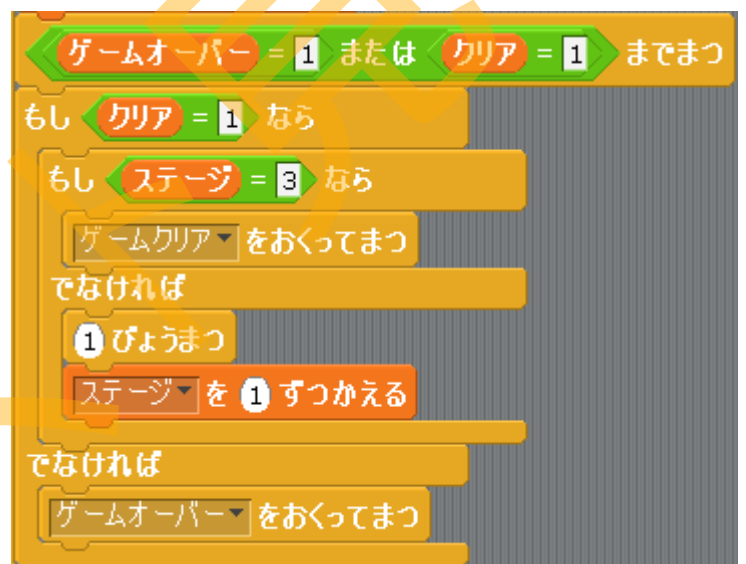 ゲームオーバー = 1 または クリア = 1 までまつ
もし クリア = 1 なら
もし ステージ = 3 なら
ゲームクリア をおくってまつ
でなければ
1 びょうまつ
ステージ を 1 ずつかえる
でなければ
ゲームオーバー をおくってまつ